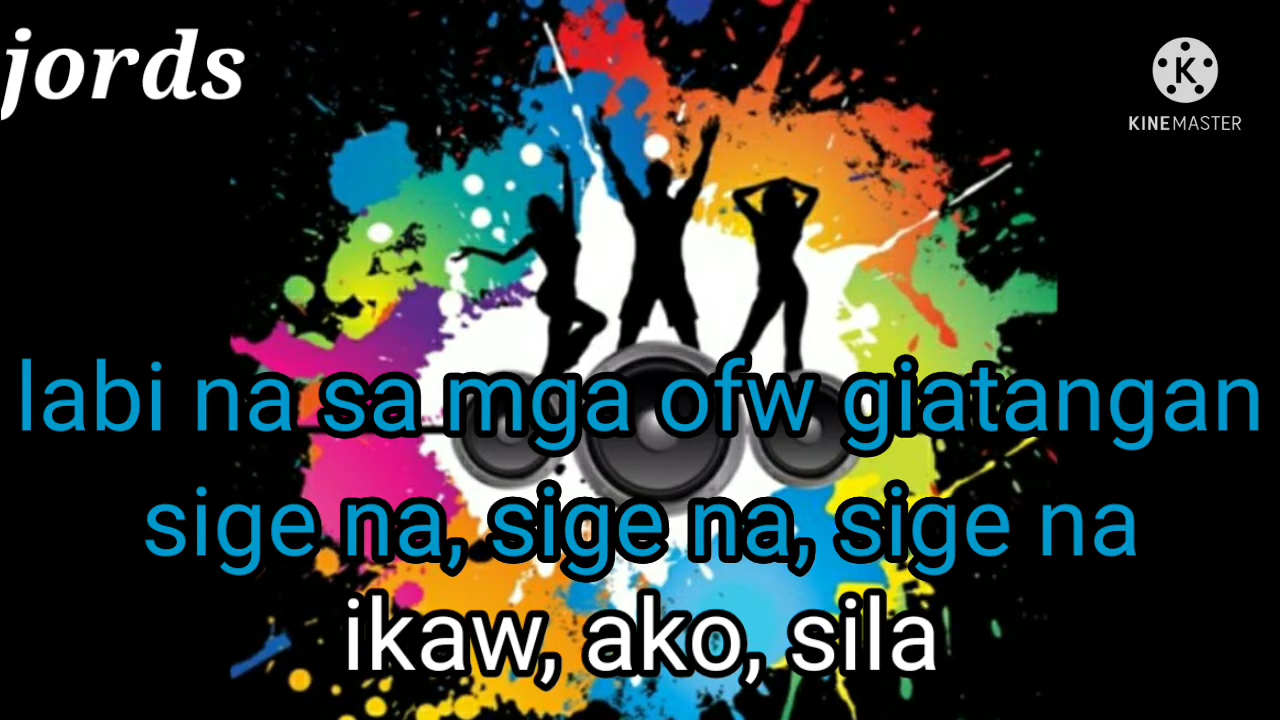 jords
K
KINEMASTER
labi na sa mga ofw giatangan
sige na, sige na, sige na
ikaw, ako, sila